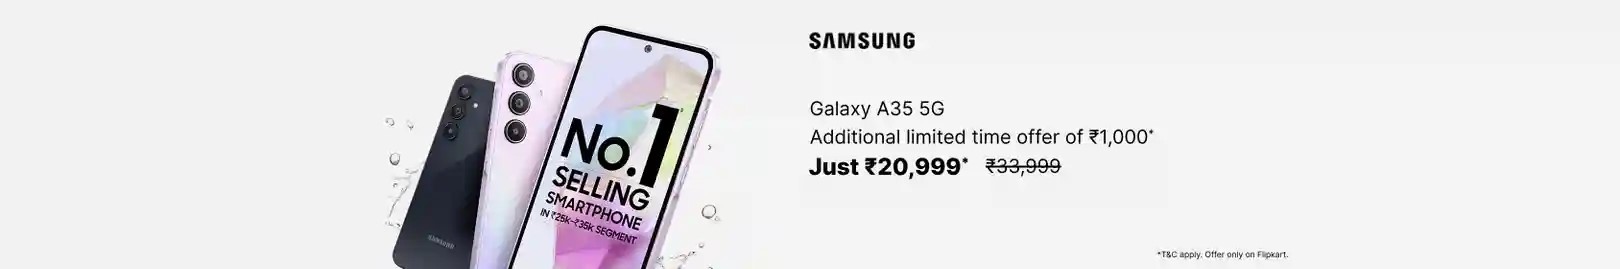 SAMSUNG
Galaxy A35 5G
Additional limited time offer of ₹1,000*
Just ₹20,999* ₹33,999
No.1
SELLING
SMARTPHONE
IN ₹25k-₹35k SEGMENT
SAMSUNG
*T&C apply. Offer only on Flipkart.